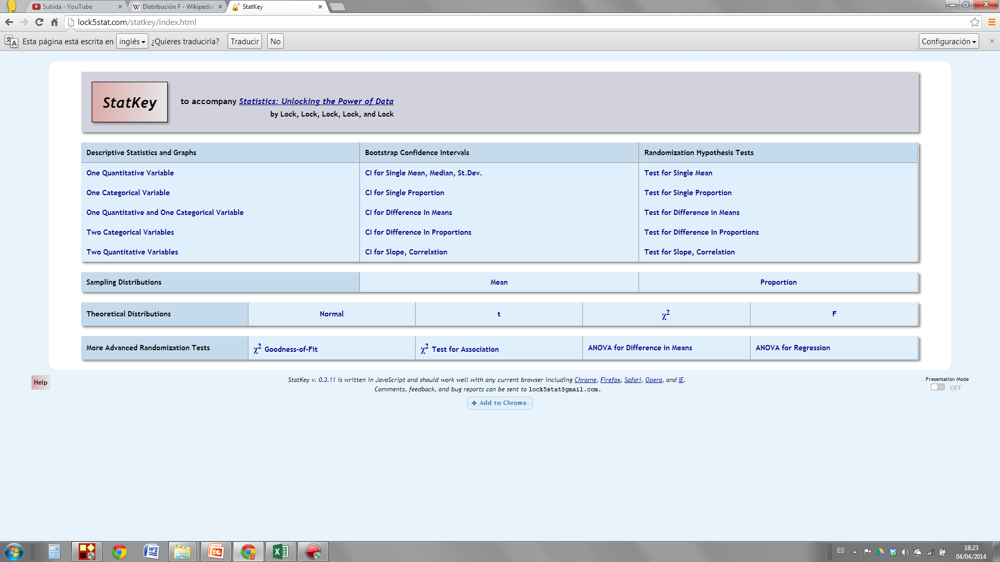 Subida - YouTube
Distribución F - Wikipedia
StatKey
lock5stat.com/statkey/index.html
Esta página está escrita en inglés ¿Quieres traducirla? Traducir No Configuración
StatKey
to accompany Statistics: Unlocking the Power of Data
by Lock, Lock, Lock, Lock, and Lock
Descriptive Statistics and Graphs Bootstrap Confidence Intervals Randomization Hypothesis Tests
One Quantitative Variable CI for Single Mean, Median, St.Dev. Test for Single Mean
One Categorical Variable CI for Single Proportion Test for Single Proportion
One Quantitative and One Categorical Variable CI for Difference In Means Test for Difference in Means
Two Categorical Variables CI for Difference In Proportions Test for Difference In Proportions
Two Quantitative Variables CI for Slope, Correlation Test for Slope, Correlation
Sampling Distributions Mean Proportion
Theoretical Distributions Normal t χ² F
More Advanced Randomization Tests χ² Goodness-of-Fit χ² Test for Association ANOVA for Difference in Means ANOVA for Regression
Help
StatKey v. 0.3.11 is written in JavaScript and should work well with any current browser including Chrome, Firefox, Safari, Opera, and IE.
Comments, feedback, and bug reports can be sent to lock5stat@gmail.com.
Presentation Mode
OFF
+ Add to Chrome
ES
18:23
04/04/2014